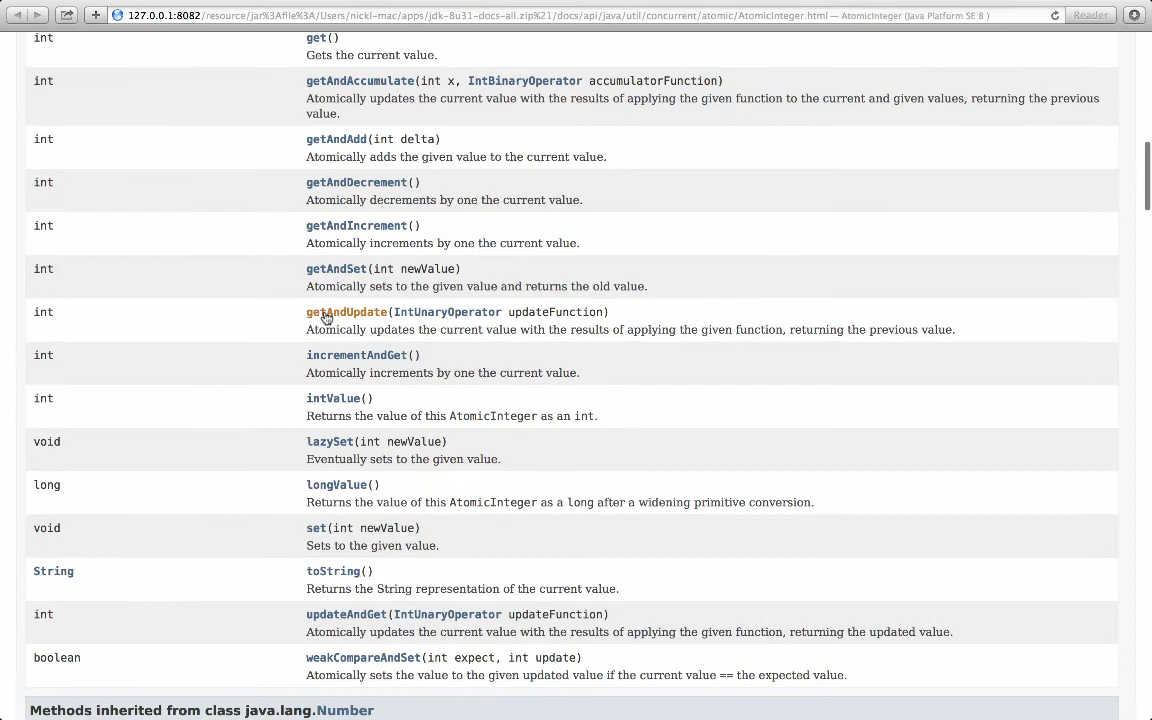 127.0.0.1:8082/resource/jar%3Afile%3A/Users/nickl-mac/apps/jdk-8u31-docs-all.zip%21/docs/api/java/util/concurrent/atomic/AtomicInteger.html — AtomicInteger (Java Platform SE 8 )
Reader
int get()
Gets the current value.
int getAndAccumulate(int x, IntBinaryOperator accumulatorFunction)
Atomically updates the current value with the results of applying the given function to the current and given values, returning the previous
value.
int getAndAdd(int delta)
Atomically adds the given value to the current value.
int getAndDecrement()
Atomically decrements by one the current value.
int getAndIncrement()
Atomically increments by one the current value.
int getAndSet(int newValue)
Atomically sets to the given value and returns the old value.
int getAndUpdate(IntUnaryOperator updateFunction)
Atomically updates the current value with the results of applying the given function, returning the previous value.
int incrementAndGet()
Atomically increments by one the current value.
int intValue()
Returns the value of this AtomicInteger as an int.
void lazySet(int newValue)
Eventually sets to the given value.
long longValue()
Returns the value of this AtomicInteger as a long after a widening primitive conversion.
void set(int newValue)
Sets to the given value.
String toString()
Returns the String representation of the current value.
int updateAndGet(IntUnaryOperator updateFunction)
Atomically updates the current value with the results of applying the given function, returning the updated value.
boolean weakCompareAndSet(int expect, int update)
Atomically sets the value to the given updated value if the current value == the expected value.
Methods inherited from class java.lang.Number